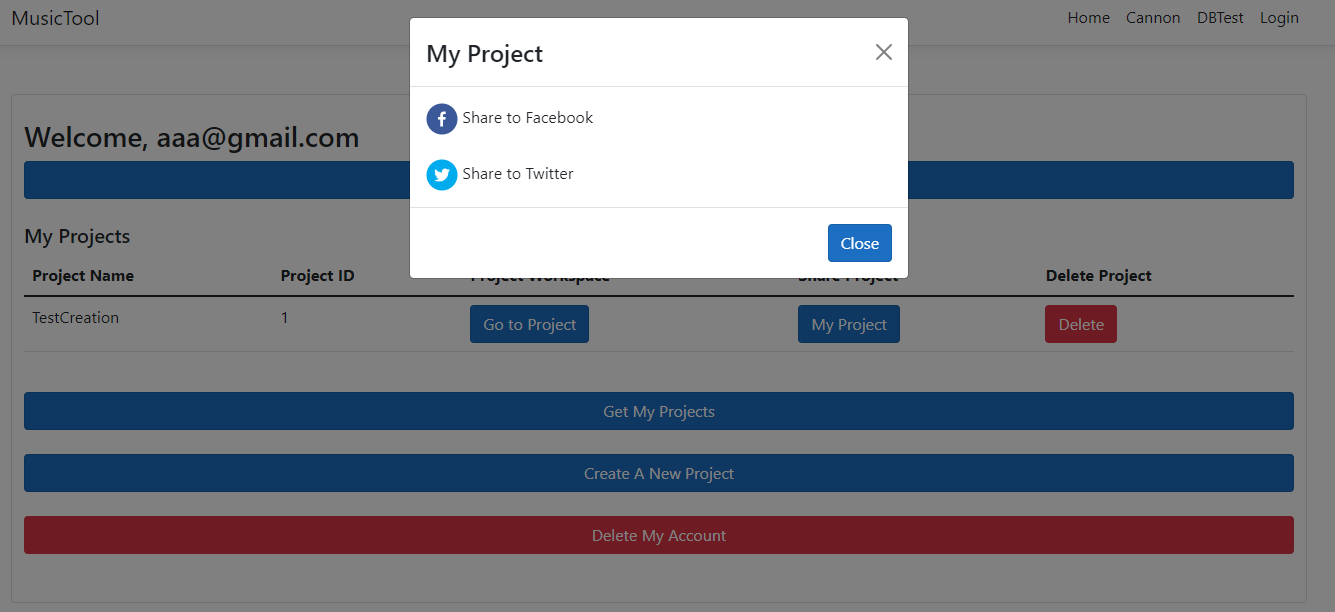 MusicTool
Home Cannon DBTest Login
My Project
Share to Facebook
Share to Twitter
Close
Welcome, aaa@gmail.com
My Projects
Project Name Project ID Project Workspace Share Project Delete Project
TestCreation 1 Go to Project My Project Delete
Get My Projects
Create A New Project
Delete My Account